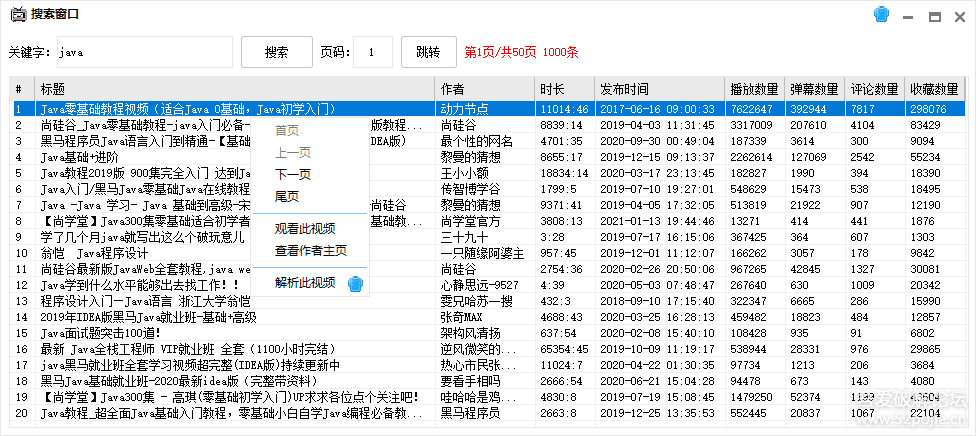 搜索窗口
关键字： java 搜索 页码： 1 跳转 第1页/共50页 1000条
# 标题 作者 时长 发布时间 播放数量 弹幕数量 评论数量 收藏数量
1 Java零基础教程视频（适合Java 0基础，Java初学入门） 动力节点 11014:46 2017-06-16 09:00:33 7622647 392944 7817 298076
2 尚硅谷_Java零基础教程-java入门必备- 版教程... 尚硅谷 8839:14 2019-04-03 11:31:45 3317009 207610 4104 83429
3 黑马程序员Java语言入门到精通-【基础 DEA版） 最个性的网名 4701:35 2020-09-30 00:49:04 187339 3614 300 9094
4 Java基础+进阶 黎曼的猜想 8655:17 2019-12-15 09:13:37 2262614 127069 2542 55234
5 Java教程2019版 900集完全入门 达到Ja 王小小额 18834:14 2020-03-17 23:13:45 182827 1990 394 18390
6 Java入门/黑马Java零基础Java在线教程 传智博学谷 1799:5 2019-07-10 19:27:01 548629 15473 538 18495
7 Java -Java 学习- Java 基础到高级-宋 尚硅谷 黎曼的猜想 9371:41 2019-04-05 17:32:05 513819 21922 907 12190
8 【尚学堂】Java300集零基础适合初学者 基础教... 尚学堂官方 3808:13 2021-01-13 19:44:46 13271 414 441 1876
9 学了几个月java就写出这么个破玩意儿 三十九十 3:28 2019-07-17 16:15:06 367425 364 607 1303
10 翁恺 Java程序设计 一只随缘阿婆主 957:45 2019-12-01 11:12:07 166262 3057 178 9842
11 尚硅谷最新版JavaWeb全套教程,java we 尚硅谷 2754:36 2020-02-26 20:50:06 967265 42845 1327 30081
12 Java学到什么水平能够出去找工作！！ 心静思远-9527 4:39 2020-05-03 07:48:47 267640 630 1009 20342
13 程序设计入门—Java语言 浙江大学翁恺 雯兄哈苏一搜 432:3 2018-09-10 17:15:40 322347 6665 286 15990
14 2019年IDEA版黑马Java就业班-基础+高级 张奇MAX 4688:43 2020-03-25 16:28:13 459482 18823 484 12857
15 Java面试题突击100道！ 架构风清扬 637:54 2020-02-08 15:40:10 108428 935 91 6802
16 最新 Java全栈工程师 VIP就业班 全套（1100小时完结） 逆风微笑的... 65354:45 2019-10-09 11:19:17 538944 28331 976 29865
17 java黑马就业班全套学习视频超完整(IDEA版)持续更新中 热心市民张... 11024:7 2020-04-22 01:30:35 97734 1213 206 3684
18 黑马Java基础就业班-2020最新idea版（完整带资料） 要看手相吗 2666:54 2020-06-21 15:04:28 94478 673 143 4080
19 【尚学堂】Java300集 - 高琪(零基础初学入门)UP求求各位点个关注吧！ 哇哈哈是鸡... 4830:8 2019-07-19 15:08:45 1479250 52374 1193 43504
20 Java教程_超全面Java基础入门教程，零基础小白自学Java编程必备教... 黑马程序员 2663:8 2019-12-25 13:35:53 552445 20837 1067 22104
首页
上一页
下一页
尾页
观看此视频
查看作者主页
解析此视频
吾爱破解论坛
www.52pojie.cn